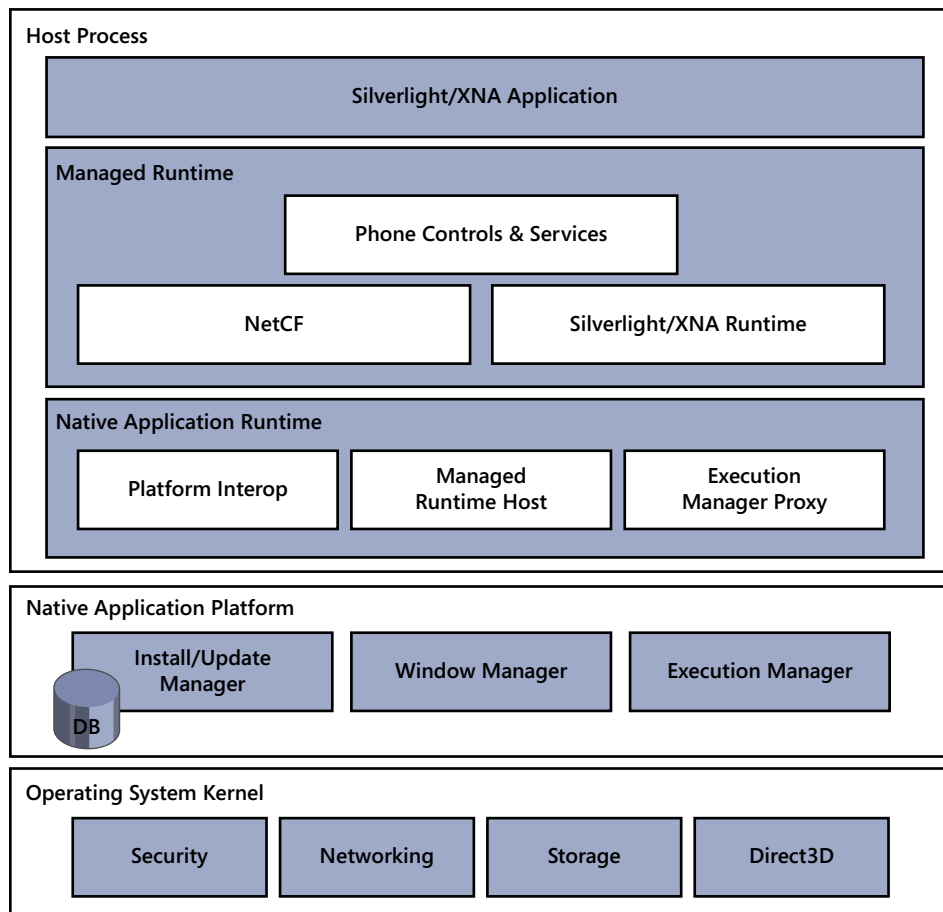 Host Process
Silverlight/XNA Application
Managed Runtime
Phone Controls & Services
NetCF
Silverlight/XNA Runtime
Native Application Runtime
Platform Interop
Managed
Runtime Host
Execution
Manager Proxy
Native Application Platform
Install/Update
Manager
DB
Window Manager
Execution Manager
Operating System Kernel
Security
Networking
Storage
Direct3D